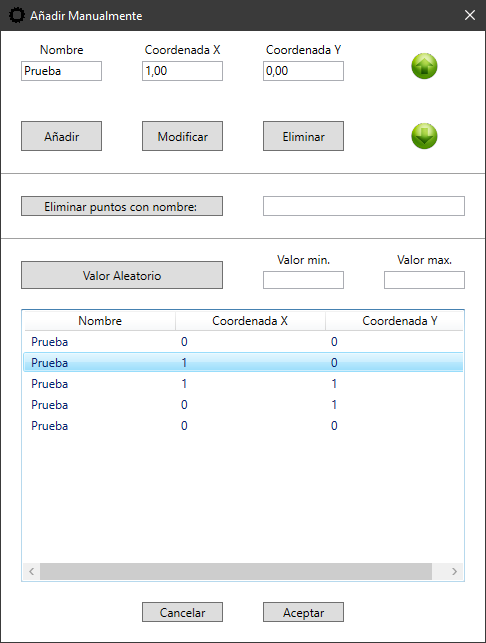 Añadir Manualmente
Nombre Coordenada X Coordenada Y
Prueba 1,00 0,00
Añadir Modificar Eliminar
Eliminar puntos con nombre:
Valor min. Valor max.
Valor Aleatorio
Nombre Coordenada X Coordenada Y
Prueba 0 0
Prueba 1 0
Prueba 1 1
Prueba 0 1
Prueba 0 0
Cancelar Aceptar